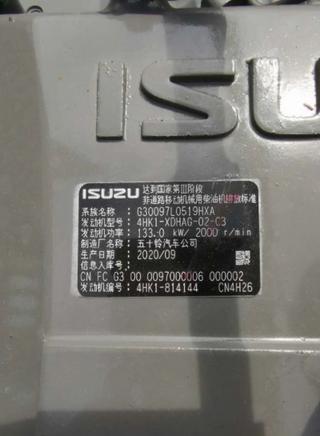 ISUZU
ISUZU 达到国家第Ⅲ阶段
非道路移动机械用柴油机排放标准
系族名称: G30097L0519HXA
发动机型号: 4HK1-XDHAG-02-C3
发动机功率: 133.0 kW/ 2000 r/min
制造厂名称: 五十铃汽车公司
生产日期: 2020/09
信息入库号:
CN FC G3 00 0097000006 000002
发动机编号: 4HK1-814144 CN4H26